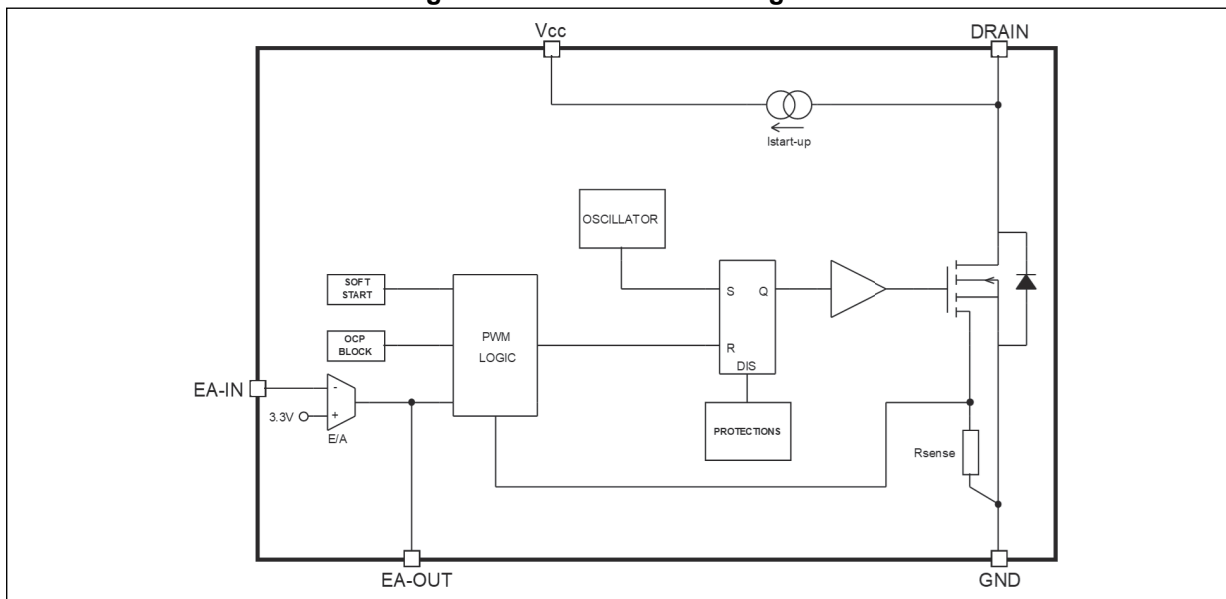 Vcc
DRAIN
Istart-up
OSCILLATOR
SOFT
START
S
Q
OCP
BLOCK
PWM
LOGIC
R
DIS
EA-IN
-
3.3V
+
E/A
PROTECTIONS
Rsense
EA-OUT
GND